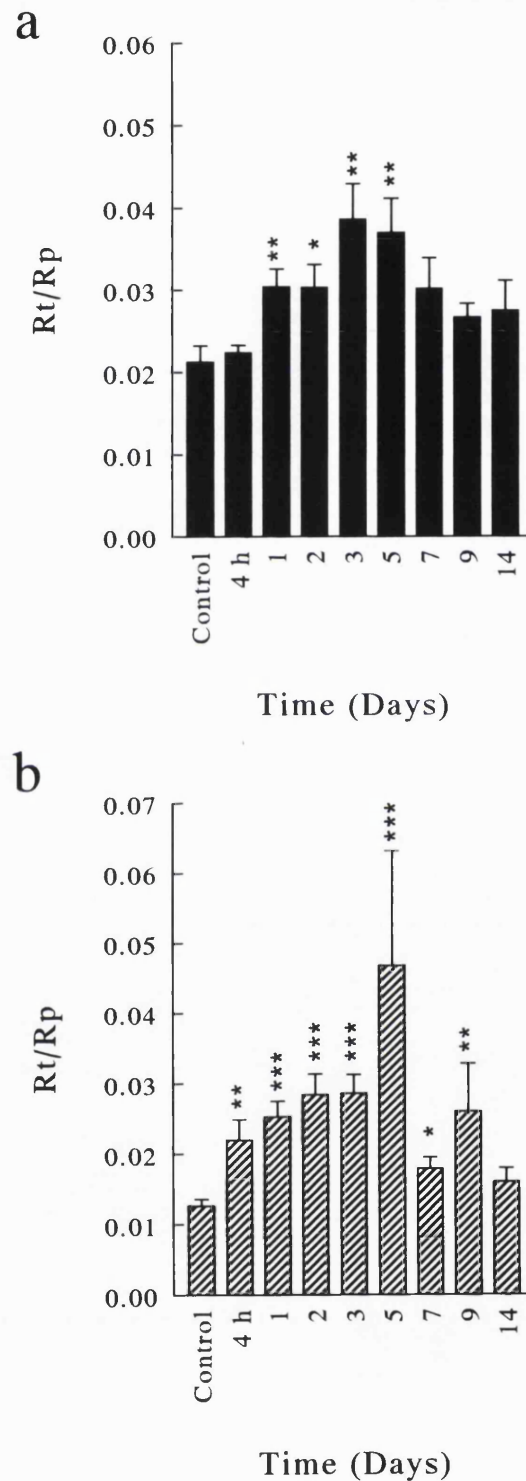 a
0.06
0.05
0.04
0.03
0.02
0.01
0.00
Rt/Rp
** * ** **
Control 4 h 1 2 3 5 7 9 14
Time (Days)
b
0.07
0.06
0.05
0.04
0.03
0.02
0.01
0.00
Rt/Rp
** *** *** *** *** * **
Control 4 h 1 2 3 5 7 9 14
Time (Days)